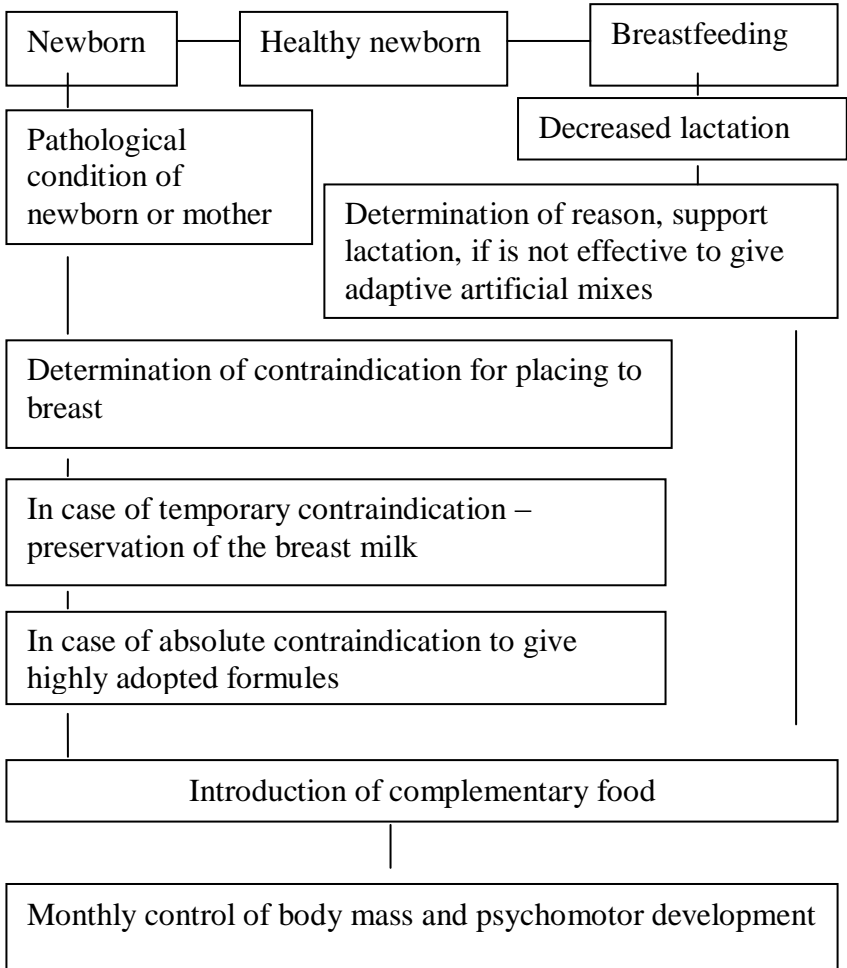 Newborn
Healthy newborn
Breastfeeding
Pathological
condition of
newborn or mother
Decreased lactation
Determination of reason, support
lactation, if is not effective to give
adaptive artificial mixes
Determination of contraindication for placing to
breast
In case of temporary contraindication –
preservation of the breast milk
In case of absolute contraindication to give
highly adopted formules
Introduction of complementary food
Monthly control of body mass and psychomotor development